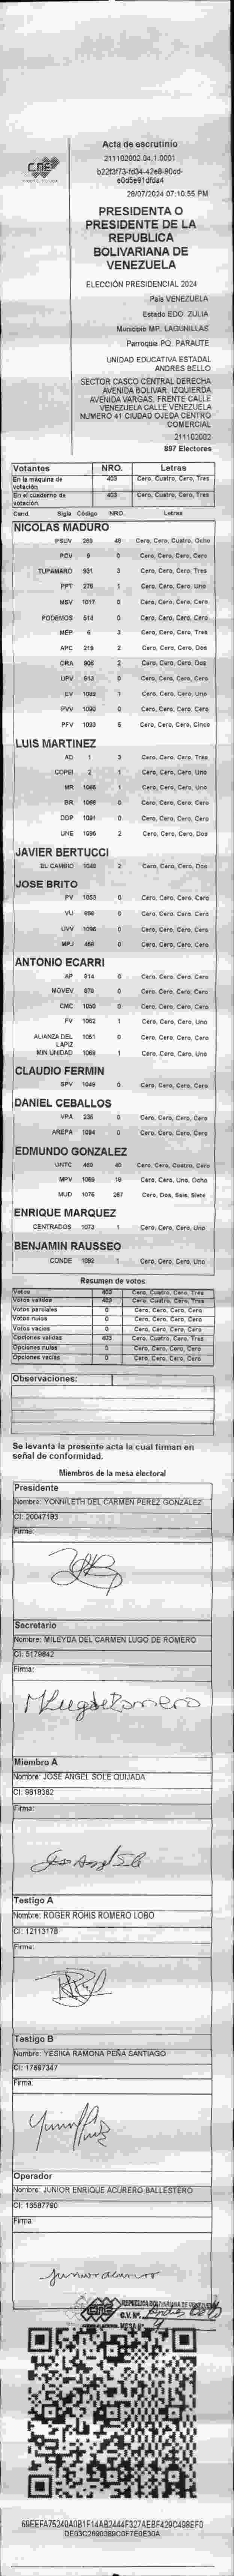 CNE
Acta de escrutinio
211102002.04.1.0001
29/07/2024 07:10:55 PM
PRESIDENTA O
PRESIDENTE DE LA
REPUBLICA
BOLIVARIANA DE
VENEZUELA
ELECCIÓN PRESIDENCIAL 2024
País VENEZUELA
Estado EDO. ZULIA
Municipio MP. LAGUNILLAS
Parroquia PQ. PARAUTE
UNIDAD EDUCATIVA ESTADAL
ANDRES BELLO
SECTOR CASCO CENTRAL DERECHA
AVENIDA BOLIVAR. IZQUIERDA
AVENIDA VARGAS. FRENTE CALLE
VENEZUELA CALLE VENEZUELA
NUMERO 41 CIUDAD OJEDA CENTRO
COMERCIAL
211102002
897 Electores
Votantes NRO. Letras
En la máquina de votación 403 Cero, Cuatro, Cero, Tres
En el cuaderno de votación 403 Cero, Cuatro, Cero, Tres
Cand. Sigla Código NRO. Letras
NICOLAS MADURO
PSUV 269 48 Cero, Cero, Cuatro, Ocho
PCV 9 0 Cero, Cero, Cero, Cero
TUPAMARO 931 3 Cero, Cero, Cero, Tres
PPT 276 1 Cero, Cero, Cero, Uno
MSV 1017 0 Cero, Cero, Cero, Cero
PODEMOS 514 0 Cero, Cero, Cero, Cero
MEP 6 3 Cero, Cero, Cero, Tres
APC 219 2 Cero, Cero, Cero, Dos
ORA 906 2 Cero, Cero, Cero, Dos
UPV 613 0 Cero, Cero, Cero, Cero
EV 1089 1 Cero, Cero, Cero, Uno
PVV 1090 0 Cero, Cero, Cero, Cero
PFV 1093 5 Cero, Cero, Cero, Cinco
LUIS MARTINEZ
AD 1 3 Cero, Cero, Cero, Tres
COPEI 2 1 Cero, Cero, Cero, Uno
MR 1065 1 Cero, Cero, Cero, Uno
BR 1066 0 Cero, Cero, Cero, Cero
DDP 1091 0 Cero, Cero, Cero, Cero
UNE 1095 2 Cero, Cero, Cero, Dos
JAVIER BERTUCCI
EL CAMBIO 1048 2 Cero, Cero, Cero, Dos
JOSE BRITO
PV 1053 0 Cero, Cero, Cero, Cero
VU 968 0 Cero, Cero, Cero, Cero
UVV 1096 0 Cero, Cero, Cero, Cero
MPJ 458 0 Cero, Cero, Cero, Cero
ANTONIO ECARRI
AP 914 0 Cero, Cero, Cero, Cero
MOVEV 979 0 Cero, Cero, Cero, Cero
CMC 1050 0 Cero, Cero, Cero, Cero
FV 1062 1 Cero, Cero, Cero, Uno
ALIANZA DEL LAPIZ 1051 0 Cero, Cero, Cero, Cero
MIN UNIDAD 1068 1 Cero, Cero, Cero, Uno
CLAUDIO FERMIN
SPV 1049 0 Cero, Cero, Cero, Cero
DANIEL CEBALLOS
VPA 236 0 Cero, Cero, Cero, Cero
AREPA 1094 0 Cero, Cero, Cero, Cero
EDMUNDO GONZALEZ
UNTC 460 40 Cero, Cero, Cuatro, Cero
MPV 1069 18 Cero, Cero, Uno, Ocho
MUD 1076 267 Cero, Dos, Seis, Siete
ENRIQUE MARQUEZ
CENTRADOS 1073 1 Cero, Cero, Cero, Uno
BENJAMIN RAUSSEO
CONDE 1092 1 Cero, Cero, Cero, Uno
Resumen de votos
Votos 403 Cero, Cuatro, Cero, Tres
Votos válidos 403 Cero, Cuatro, Cero, Tres
Votos parciales 0 Cero, Cero, Cero, Cero
Votos nulos 0 Cero, Cero, Cero, Cero
Votos vacíos 0 Cero, Cero, Cero, Cero
Opciones válidas 403 Cero, Cuatro, Cero, Tres
Opciones nulas 0 Cero, Cero, Cero, Cero
Opciones vacías 0 Cero, Cero, Cero, Cero
Observaciones:
Se levanta la presente acta la cual firman en
señal de conformidad.
Miembros de la mesa electoral
Presidente
Nombre: YONNILETH DEL CARMEN PEREZ GONZALEZ
CI: 20047183
Firma:
Secretario
Nombre: MILEYDA DEL CARMEN LUGO DE ROMERO
CI: 5179842
Firma:
MLugodeRomero
Miembro A
Nombre: JOSE ANGEL SOLE QUIJADA
CI: 9818352
Firma:
Testigo A
Nombre: ROGER ROHIS ROMERO LOBO
CI: 12113178
Firma:
Testigo B
Nombre: YESIKA RAMONA PEÑA SANTIAGO
CI: 17897347
Firma:
Operador
Nombre: JUNIOR ENRIQUE ACURERO BALLESTERO
CI: 18587790
Firma:
CNE REPÚBLICA BOLIVARIANA DE VENEZUELA
C.V. Nº.
MESA Nº